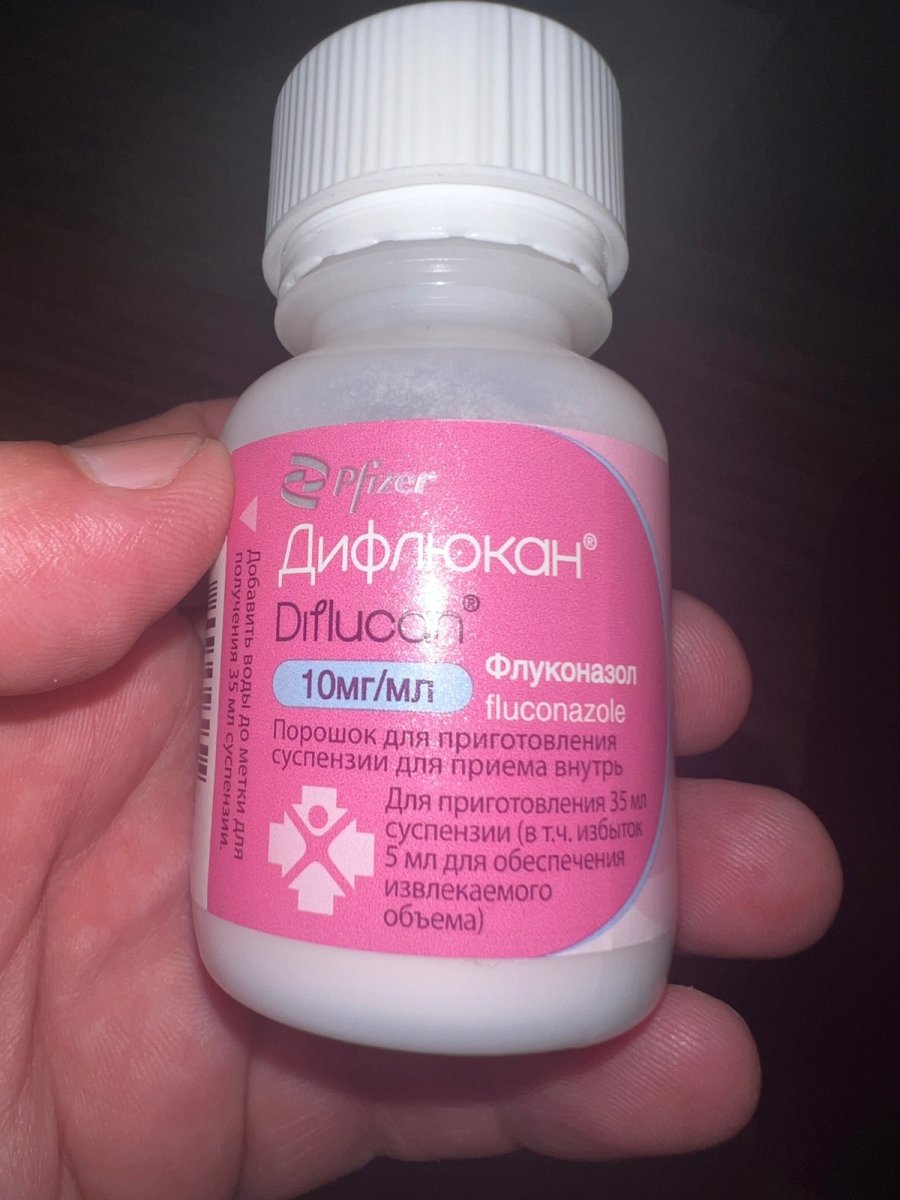 Pfizer
Дифлюкан®
Diflucan®
10мг/мл
Флуконазол
fluconazole
Порошок для приготовления
суспензии для приема внутрь
Для приготовления 35 мл
суспензии (в т.ч. избыток
5 мл для обеспечения
извлекаемого
объема)
Добавить воды до метки для
получения 35 мл суспензии.